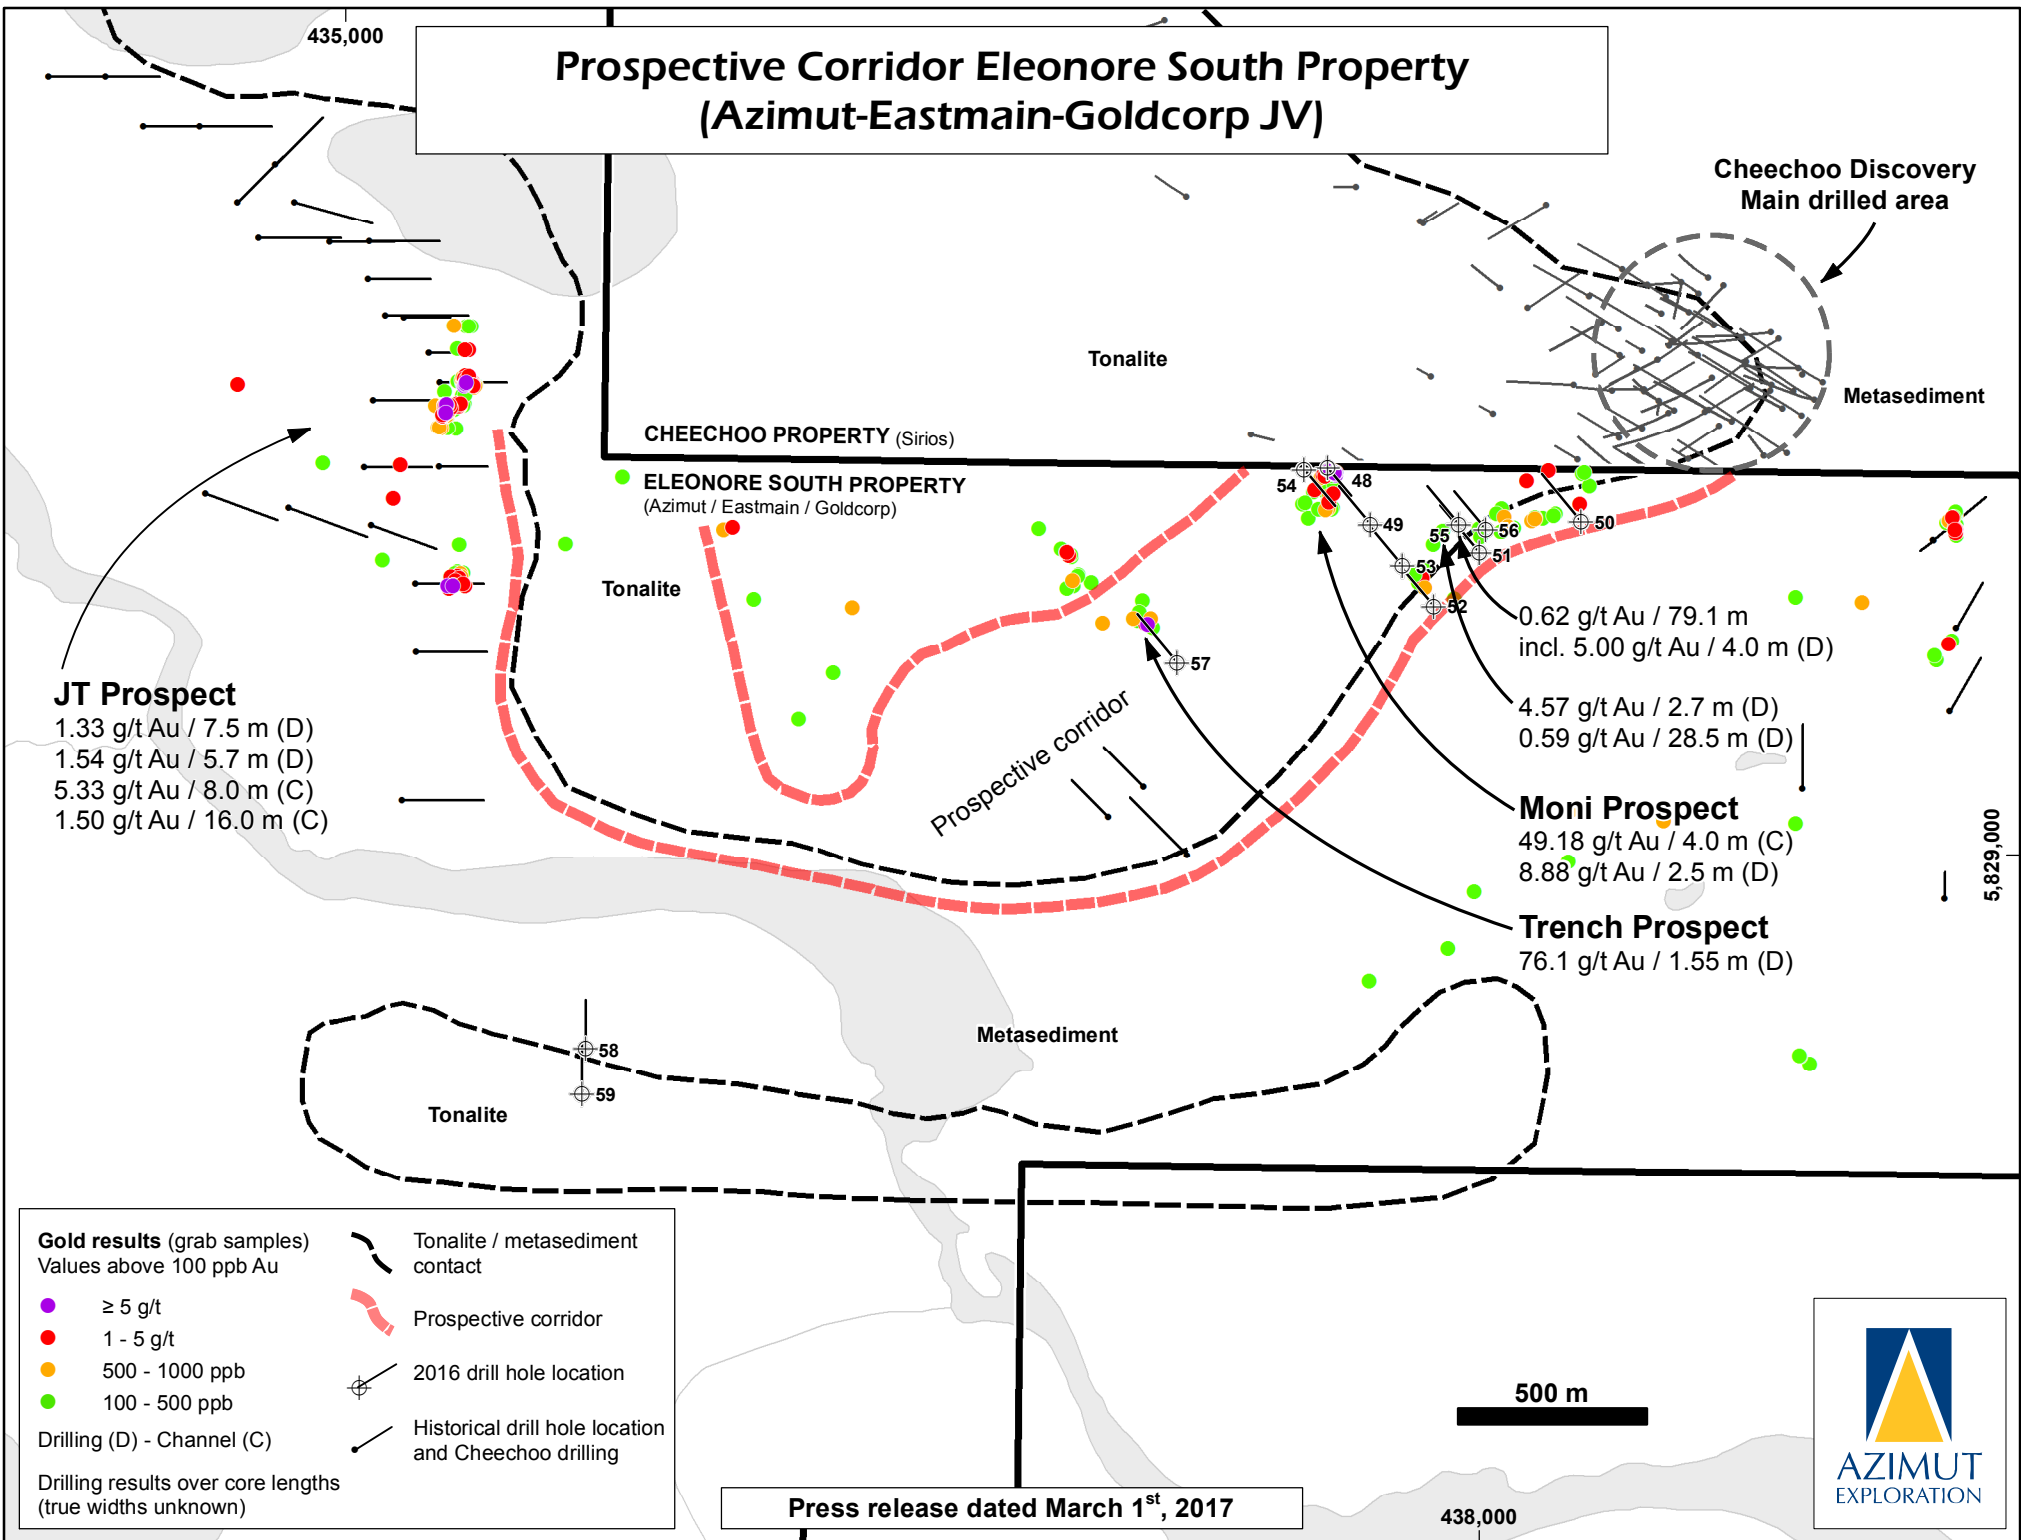 435,000
Prospective Corridor Eleonore South Property
(Azimut-Eastmain-Goldcorp JV)
Cheechoo Discovery
Main drilled area
Tonalite
Metasediment
CHEECHOO PROPERTY (Sirios)
ELEONORE SOUTH PROPERTY
(Azimut / Eastmain / Goldcorp)
54
48
49
55
56
50
51
53
52
57
Tonalite
0.62 g/t Au / 79.1 m
incl. 5.00 g/t Au / 4.0 m (D)
4.57 g/t Au / 2.7 m (D)
0.59 g/t Au / 28.5 m (D)
JT Prospect
1.33 g/t Au / 7.5 m (D)
1.54 g/t Au / 5.7 m (D)
5.33 g/t Au / 8.0 m (C)
1.50 g/t Au / 16.0 m (C)
Prospective corridor
Moni Prospect
49.18 g/t Au / 4.0 m (C)
8.88 g/t Au / 2.5 m (D)
5,829,000
Trench Prospect
76.1 g/t Au / 1.55 m (D)
Metasediment
58
59
Tonalite
Gold results (grab samples)
Values above 100 ppb Au
≥ 5 g/t
1 - 5 g/t
500 - 1000 ppb
100 - 500 ppb
Drilling (D) - Channel (C)
Drilling results over core lengths
(true widths unknown)
Tonalite / metasediment
contact
Prospective corridor
2016 drill hole location
Historical drill hole location
and Cheechoo drilling
500 m
AZIMUT
EXPLORATION
Press release dated March 1st, 2017
438,000